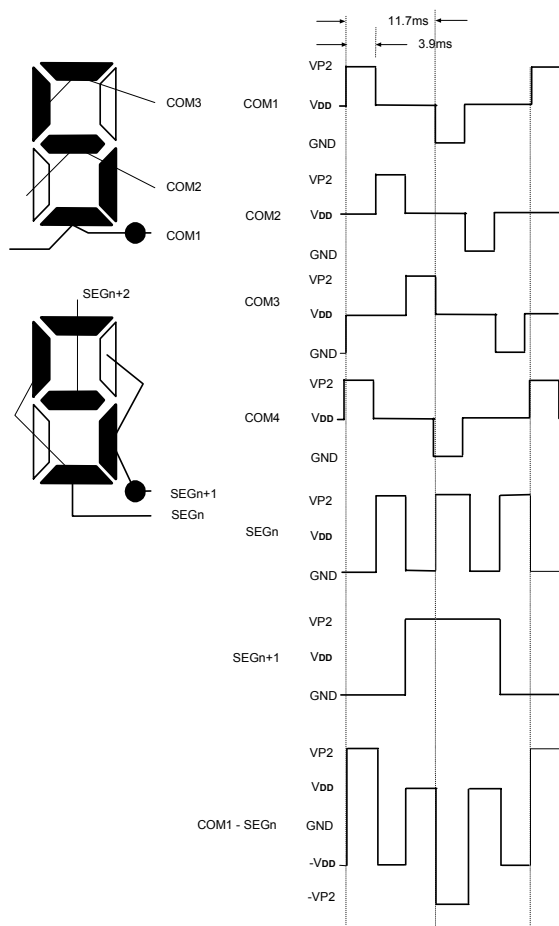 11.7ms
3.9ms
COM3
COM2
COM1
SEGn+2
SEGn+1
SEGn
COM1
VP2
VDD
GND
COM2
VP2
VDD
GND
COM3
VP2
VDD
GND
COM4
VP2
VDD
GND
SEGn
VP2
VDD
GND
SEGn+1
VP2
VDD
GND
COM1 - SEGn
VP2
VDD
GND
-VDD
-VP2